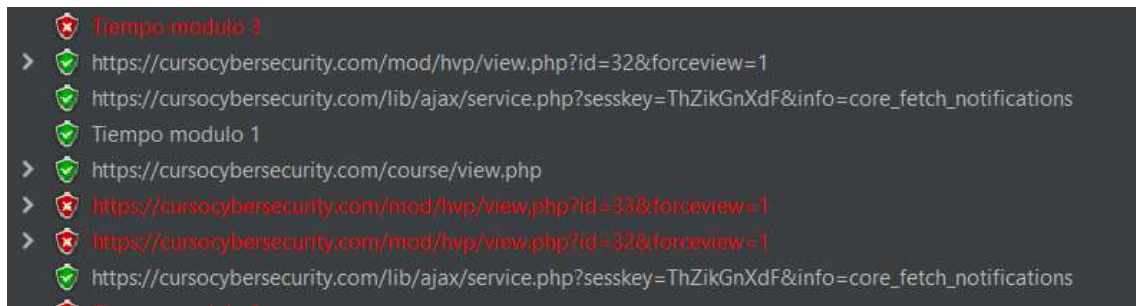 Tiempo modulo 3
https://cursocybersecurity.com/mod/hvp/view.php?id=32&forceview=1
https://cursocybersecurity.com/lib/ajax/service.php?sesskey=ThZikGnXdF&info=core_fetch_notifications
Tiempo modulo 1
https://cursocybersecurity.com/course/view.php
https://cursocybersecurity.com/mod/hvp/view.php?id=33&forceview=1
https://cursocybersecurity.com/mod/hvp/view.php?id=32&forceview=1
https://cursocybersecurity.com/lib/ajax/service.php?sesskey=ThZikGnXdF&info=core_fetch_notifications